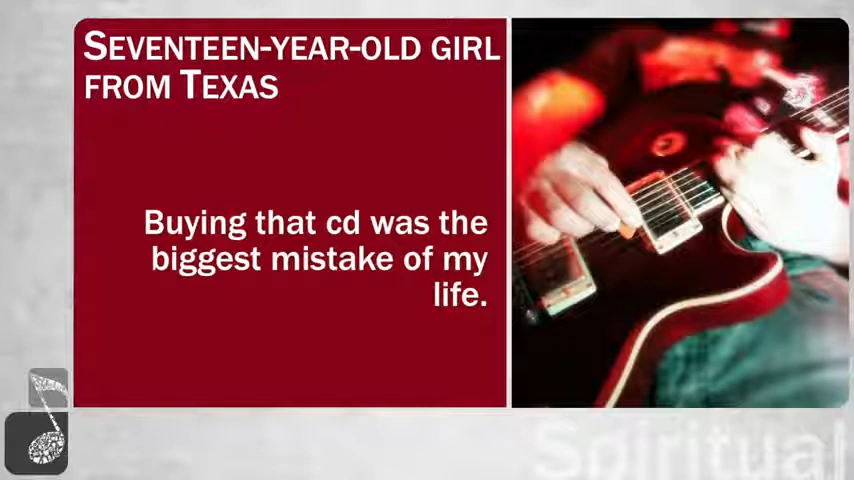 SEVENTEEN-YEAR-OLD GIRL
FROM TEXAS
Buying that cd was the
biggest mistake of my
life.
Spiritual